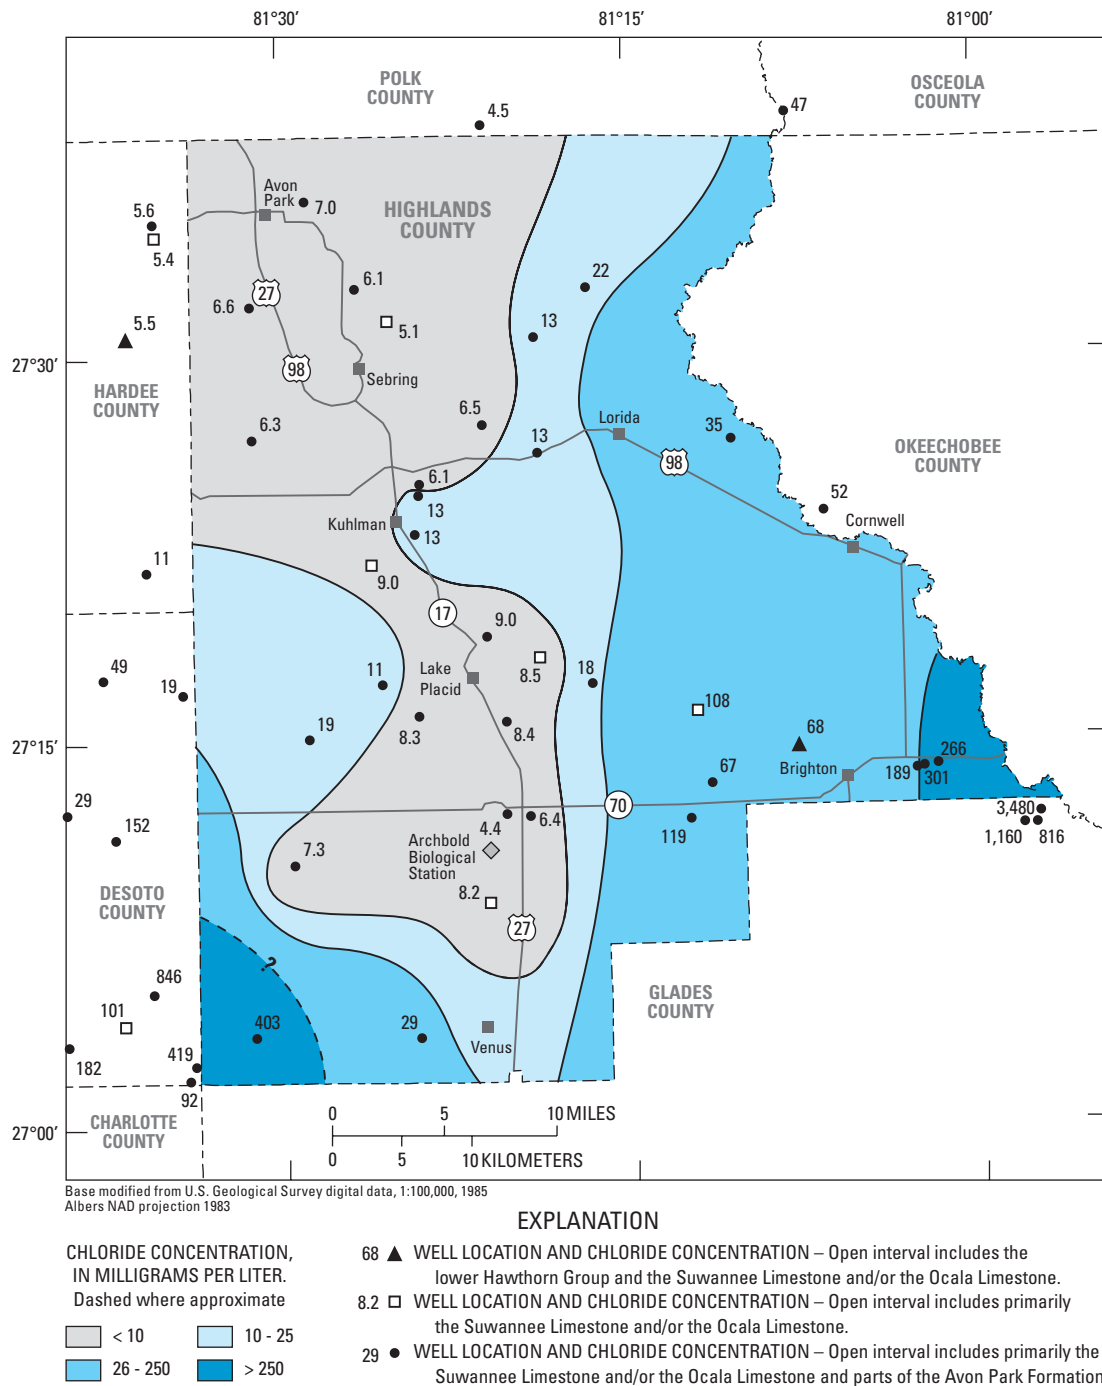 81°30′ 81°15′ 81°00′
POLK
COUNTY
OSCEOLA
COUNTY
4.5
47
Avon
Park
7.0
HIGHLANDS
COUNTY
5.6
5.4
22
27
6.1
6.6
5.1
13
5.5
27°30′
98
Sebring
HARDEE
COUNTY
6.5
Lorida
6.3
13
35
98
OKEECHOBEE
COUNTY
6.1
13
52
Kuhlman
13
Cornwell
11
9.0
17
9.0
49
19
11
Lake
Placid
8.5
18
108
19
8.3
8.4
68
27°15′
67
Brighton
189
266
301
29
152
4.4
6.4
70
119
3,480
1,160
816
Archbold
Biological
Station
7.3
8.2
DESOTO
COUNTY
27
?
846
GLADES
COUNTY
101
403
29
Venus
182
419
92
27°00′
CHARLOTTE
COUNTY
0 5 10 MILES
0 5 10 KILOMETERS
Base modified from U.S. Geological Survey digital data, 1:100,000, 1985
Albers NAD projection 1983
EXPLANATION
CHLORIDE CONCENTRATION,
IN MILLIGRAMS PER LITER.
Dashed where approximate
< 10
10 - 25
26 - 250
> 250
68 WELL LOCATION AND CHLORIDE CONCENTRATION – Open interval includes the
lower Hawthorn Group and the Suwannee Limestone and/or the Ocala Limestone.
8.2 WELL LOCATION AND CHLORIDE CONCENTRATION – Open interval includes primarily
the Suwannee Limestone and/or the Ocala Limestone.
29 WELL LOCATION AND CHLORIDE CONCENTRATION – Open interval includes primarily the
Suwannee Limestone and/or the Ocala Limestone and parts of the Avon Park Formation